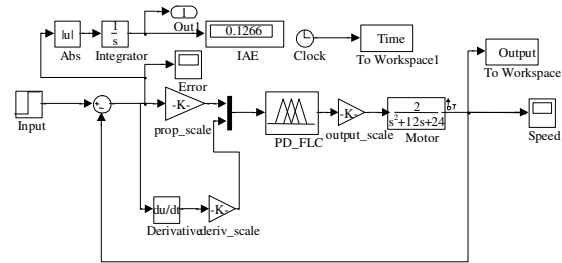 1
Out1
|u|
Abs
1
s
Integrator
0.1266
IAE
Clock
Time
To Workspace1
Output
To Workspace
Error
Input
-K-
prop_scale
PD_FLC
-K-
output_scale
2
s²+12s+24
Motor
Speed
du/dt
Derivative
-K-
deriv_scale